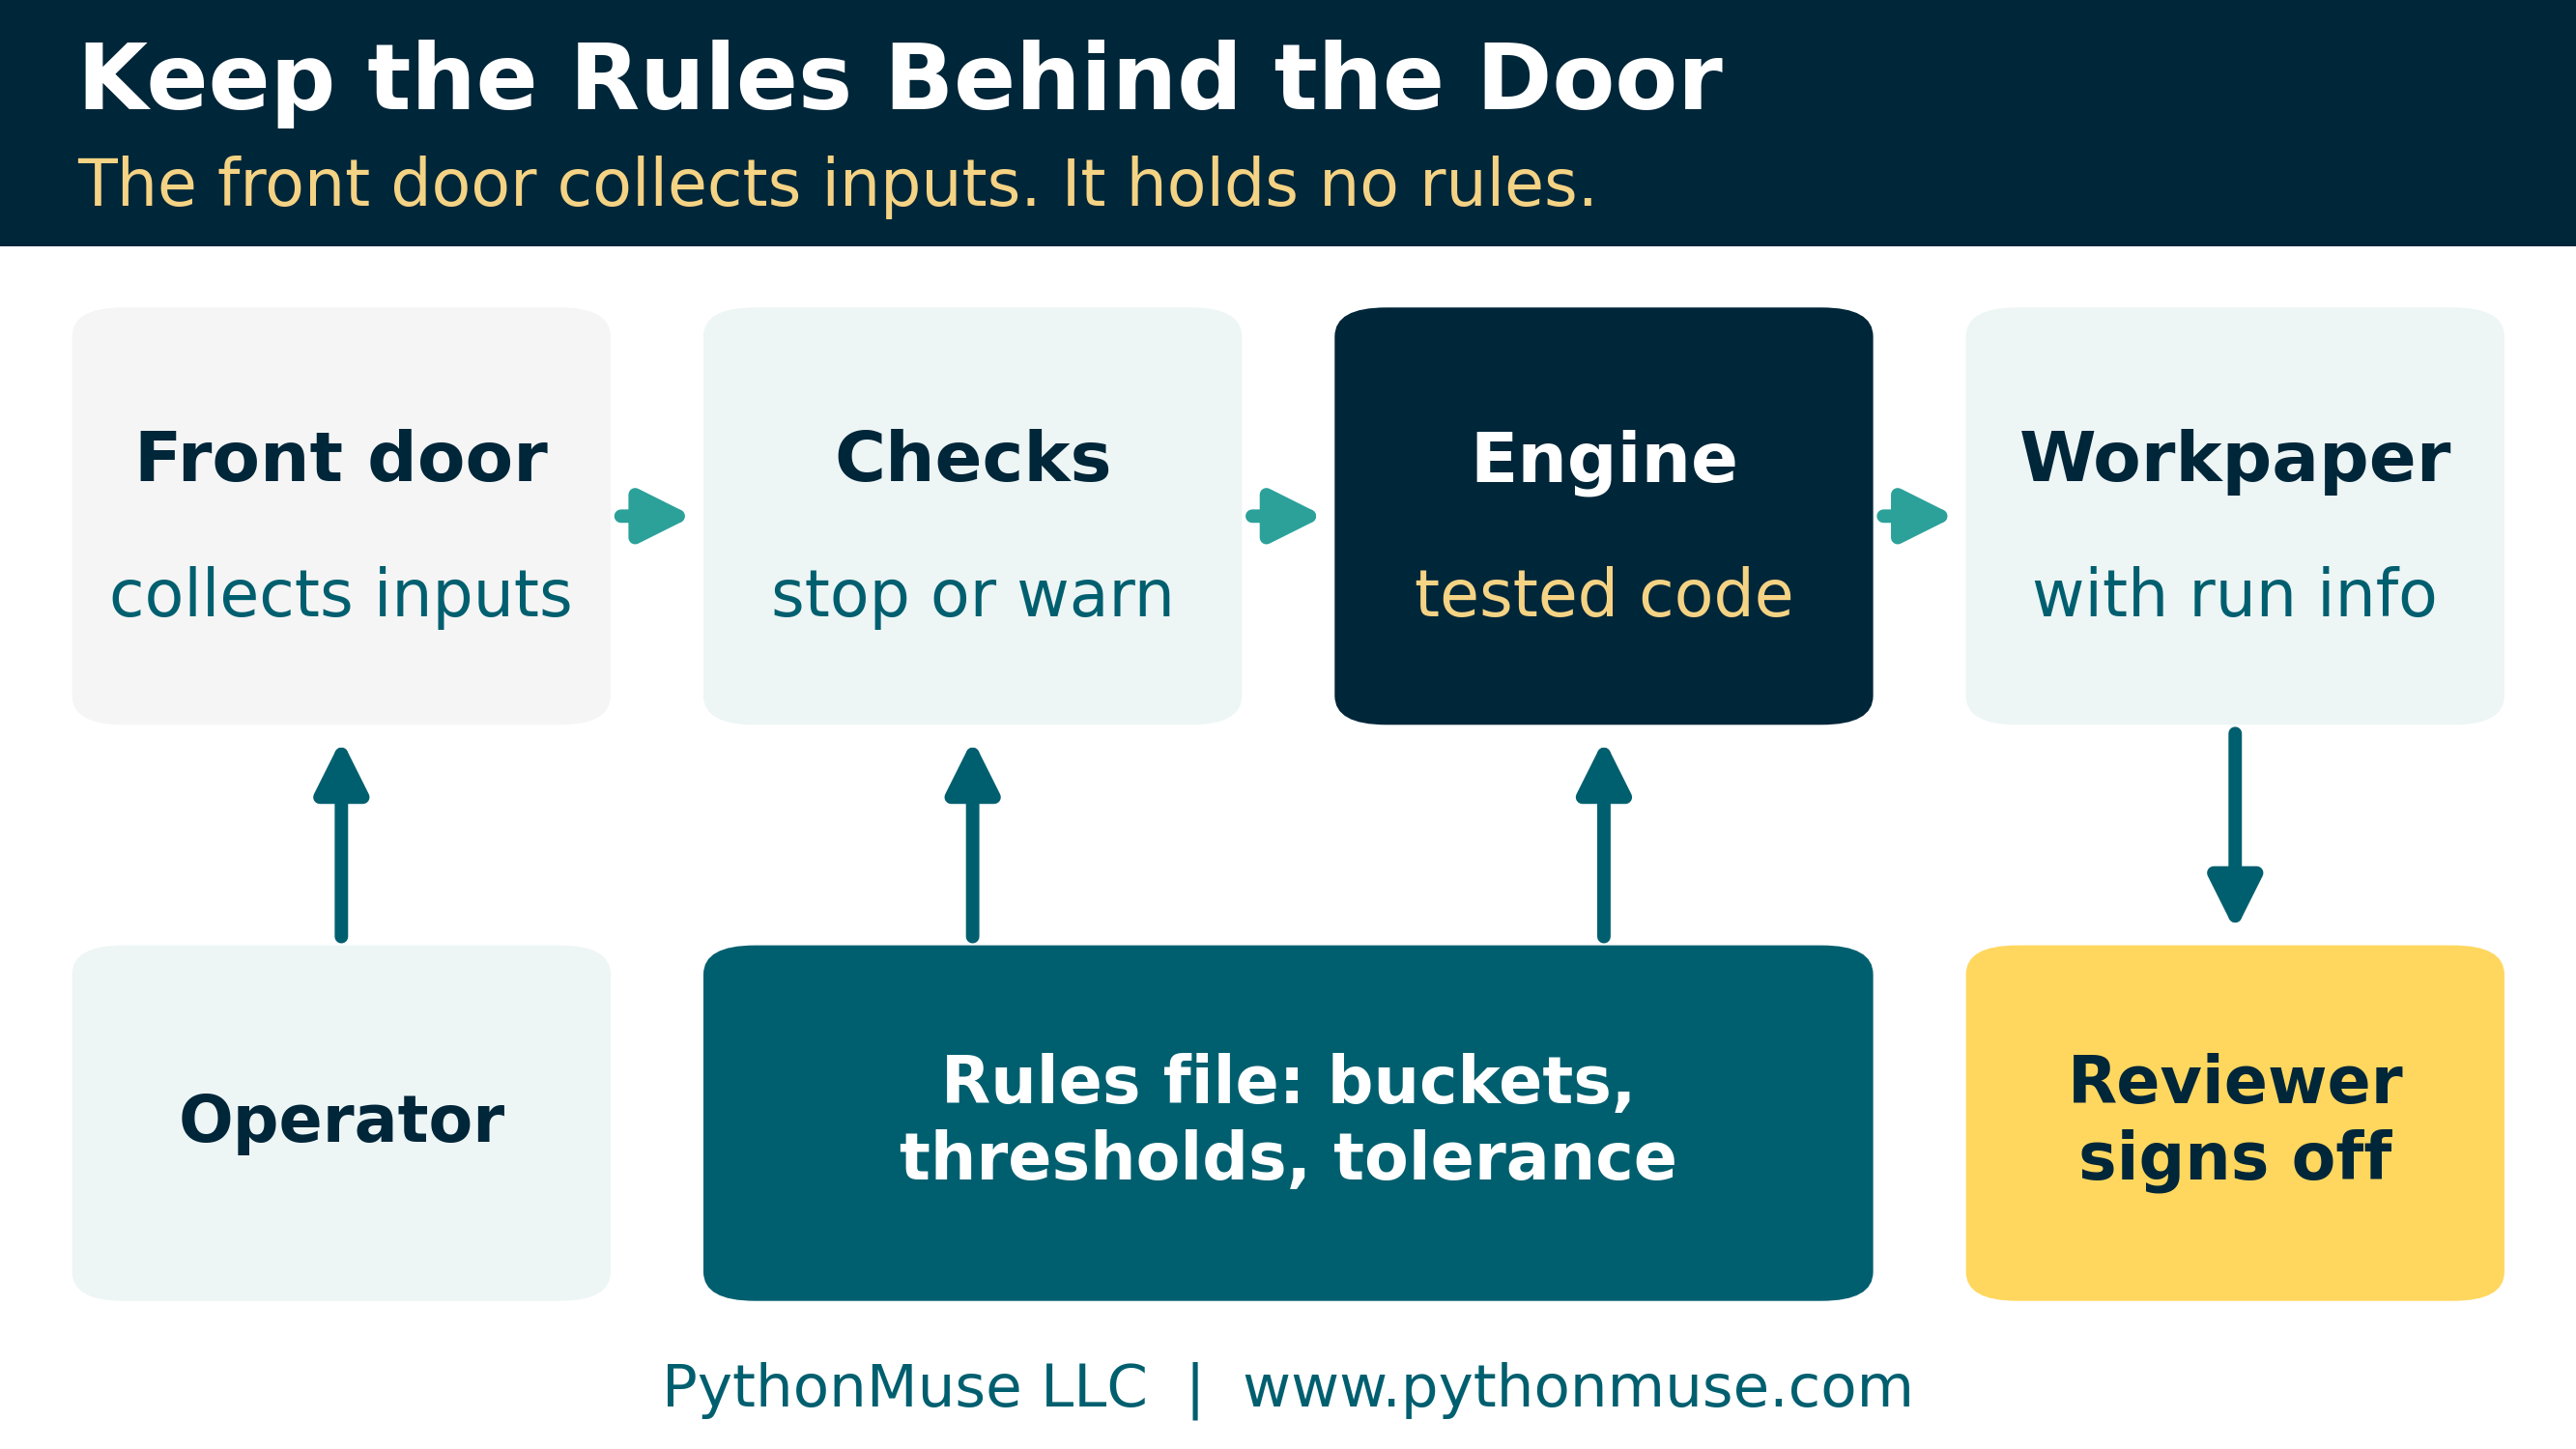 Keep the Rules Behind the Door
The front door collects inputs. It holds no rules.
Front door
collects inputs
Checks
stop or warn
Engine
tested code
Workpaper
with run info
Operator
Rules file: buckets,
thresholds, tolerance
Reviewer
signs off
PythonMuse LLC | www.pythonmuse.com